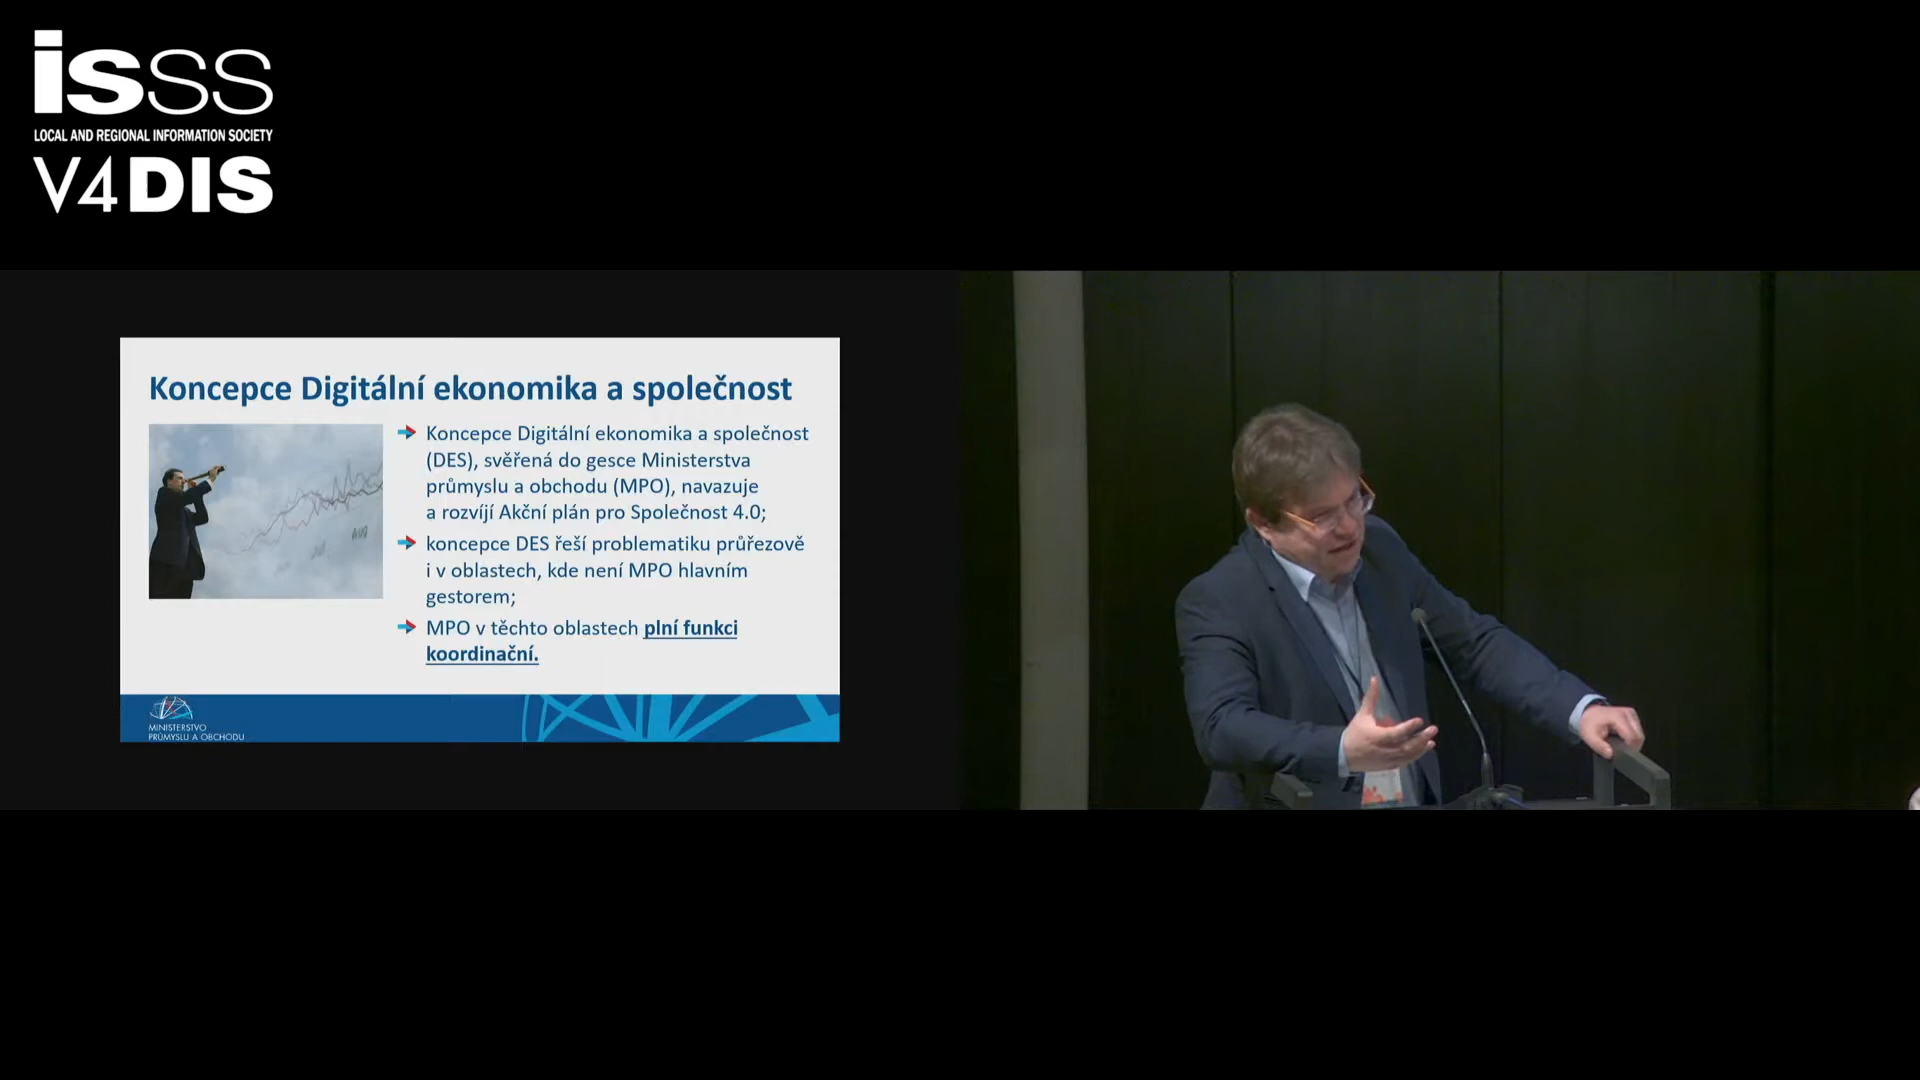 isss
LOCAL AND REGIONAL INFORMATION SOCIETY
V4DIS
Koncepce Digitální ekonomika a společnost
Koncepce Digitální ekonomika a společnost
(DES), svěřená do gesce Ministerstva
průmyslu a obchodu (MPO), navazuje
a rozvíjí Akční plán pro Společnost 4.0;
koncepce DES řeší problematiku průřezově
i v oblastech, kde není MPO hlavním
gestorem;
MPO v těchto oblastech plní funkci
koordinační.
MINISTERSTVO
PRŮMYSLU A OBCHODU